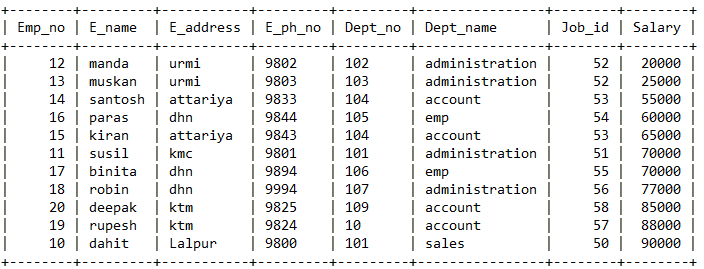 +--------+---------+-----------+---------+---------+----------------+--------+--------+
| Emp_no | E_name  | E_address | E_ph_no | Dept_no | Dept_name      | Job_id | Salary |
+--------+---------+-----------+---------+---------+----------------+--------+--------+
|     12 | manda   | urmi      | 9802    | 102     | administration |     52 |  20000 |
|     13 | muskan  | urmi      | 9803    | 103     | administration |     52 |  25000 |
|     14 | santosh | attariya  | 9833    | 104     | account        |     53 |  55000 |
|     16 | paras   | dhn       | 9844    | 105     | emp            |     54 |  60000 |
|     15 | kiran   | attariya  | 9843    | 104     | account        |     53 |  65000 |
|     11 | susil   | kmc       | 9801    | 101     | administration |     51 |  70000 |
|     17 | binita  | dhn       | 9894    | 106     | emp            |     55 |  70000 |
|     18 | robin   | dhn       | 9994    | 107     | administration |     56 |  77000 |
|     20 | deepak  | ktm       | 9825    | 109     | account        |     58 |  85000 |
|     19 | rupesh  | ktm       | 9824    | 10      | account        |     57 |  88000 |
|     10 | dahit   | Lalpur    | 9800    | 101     | sales          |     50 |  90000 |
+--------+---------+-----------+---------+---------+----------------+--------+--------+